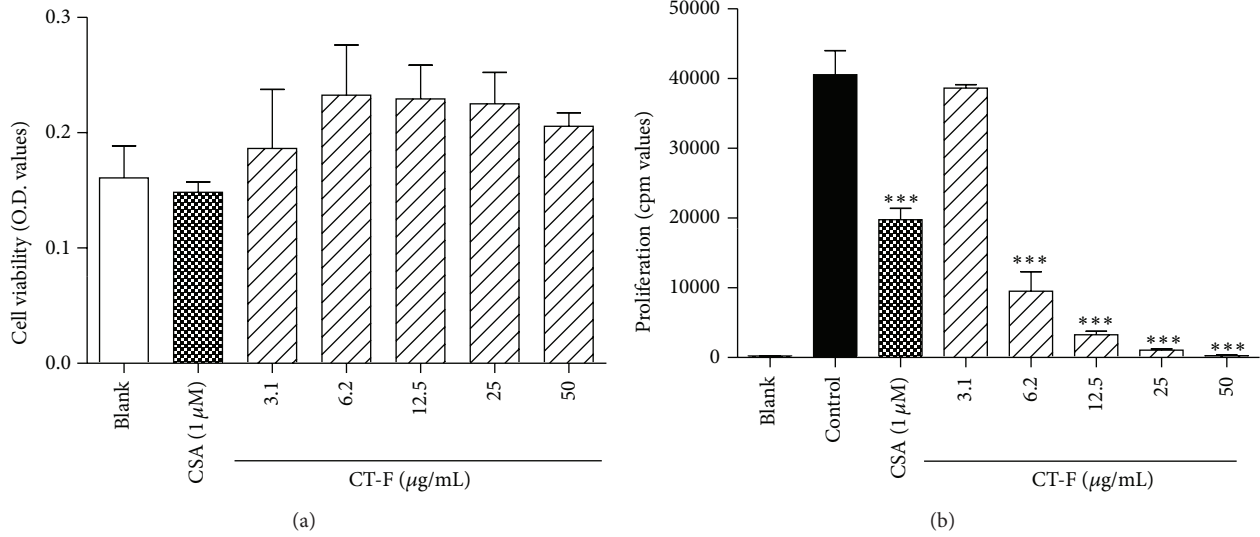 0.3
0.2
0.1
0.0
Cell viability (O.D. values)
Blank
CSA (1 μM)
3.1
6.2
12.5
25
50
CT-F (μg/mL)
(a)
50000
40000
30000
20000
10000
0
Proliferation (cpm values)
***
***
***
***
***
Blank
Control
CSA (1 μM)
3.1
6.2
12.5
25
50
CT-F (μg/mL)
(b)